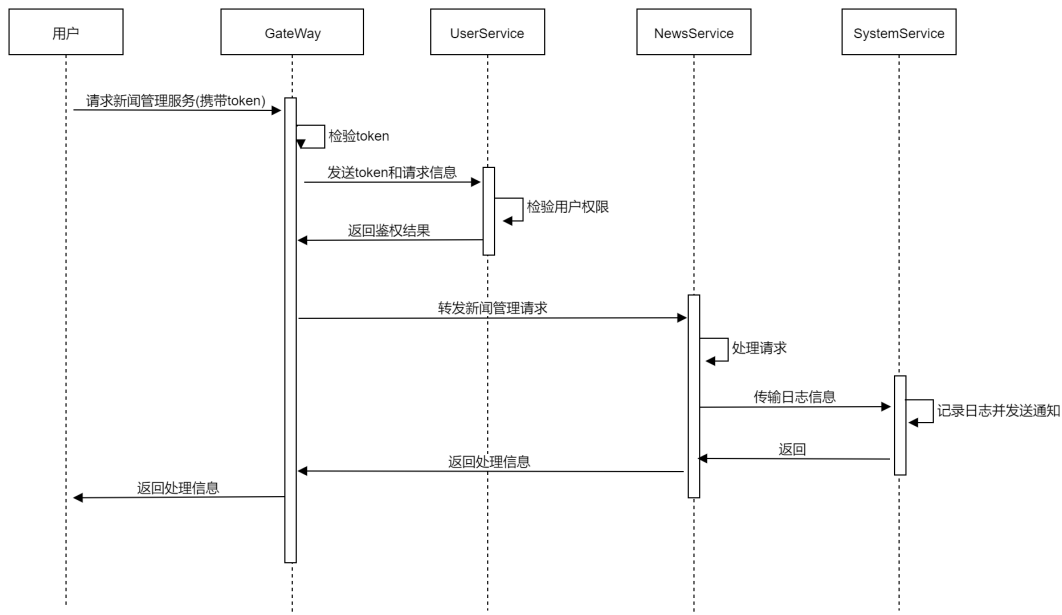 用户
GateWay
UserService
NewsService
SystemService
请求新闻管理服务(携带token)
检验token
发送token和请求信息
检验用户权限
返回鉴权结果
转发新闻管理请求
处理请求
传输日志信息
记录日志并发送通知
返回
返回处理信息
返回处理信息